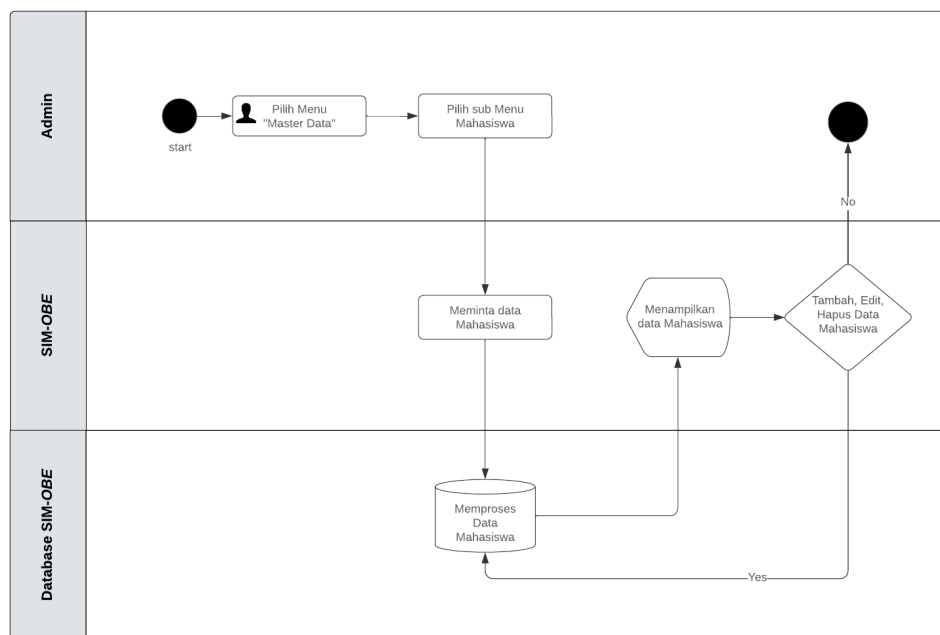 Admin
start
Pilih Menu
"Master Data"
Pilih sub Menu
Mahasiswa
No
SIM-OBE
Meminta data
Mahasiswa
Menampilkan
data Mahasiswa
Tambah, Edit,
Hapus Data
Mahasiswa
Database SIM-OBE
Memproses
Data
Mahasiswa
Yes